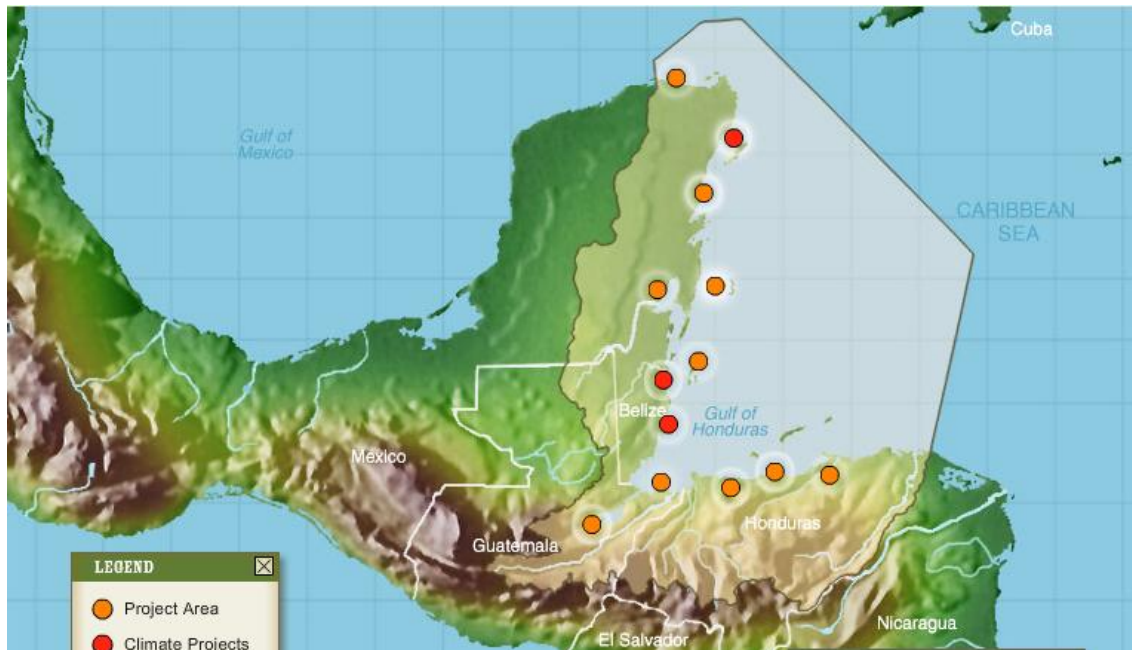 Cuba
Gulf of
Mexico
CARIBBEAN
SEA
Belize
Gulf of
Honduras
Mexico
Honduras
Guatemala
LEGEND
Project Area
Nicaragua
El Salvador
Climate Projects